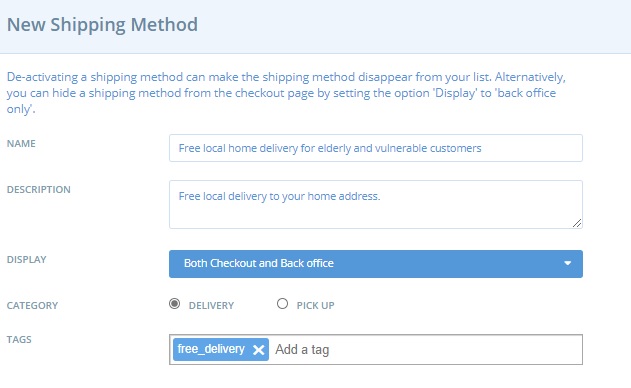 New Shipping Method
De-activating a shipping method can make the shipping method disappear from your list. Alternatively,
you can hide a shipping method from the checkout page by setting the option 'Display' to 'back office
only'.
NAME
Free local home delivery for elderly and vulnerable customers
DESCRIPTION
Free local delivery to your home address.
DISPLAY
Both Checkout and Back office
CATEGORY
DELIVERY PICK UP
TAGS
free_delivery Add a tag